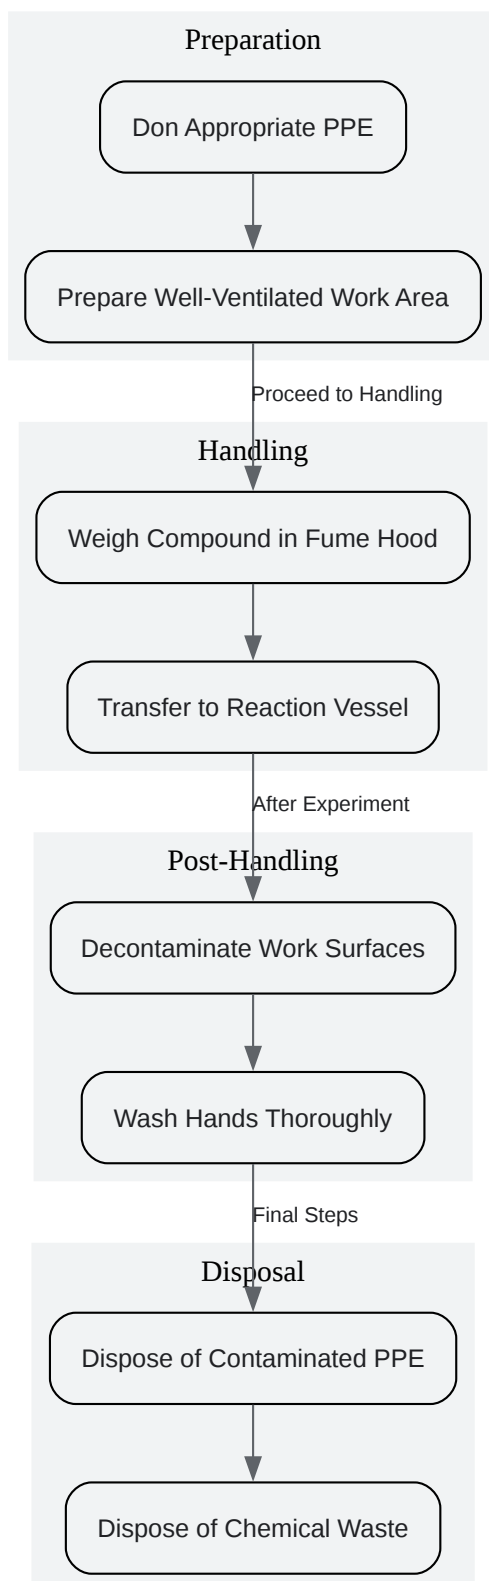 Preparation
Don Appropriate PPE
Prepare Well-Ventilated Work Area
Proceed to Handling
Handling
Weigh Compound in Fume Hood
Transfer to Reaction Vessel
After Experiment
Post-Handling
Decontaminate Work Surfaces
Wash Hands Thoroughly
Final Steps
Disposal
Dispose of Contaminated PPE
Dispose of Chemical Waste